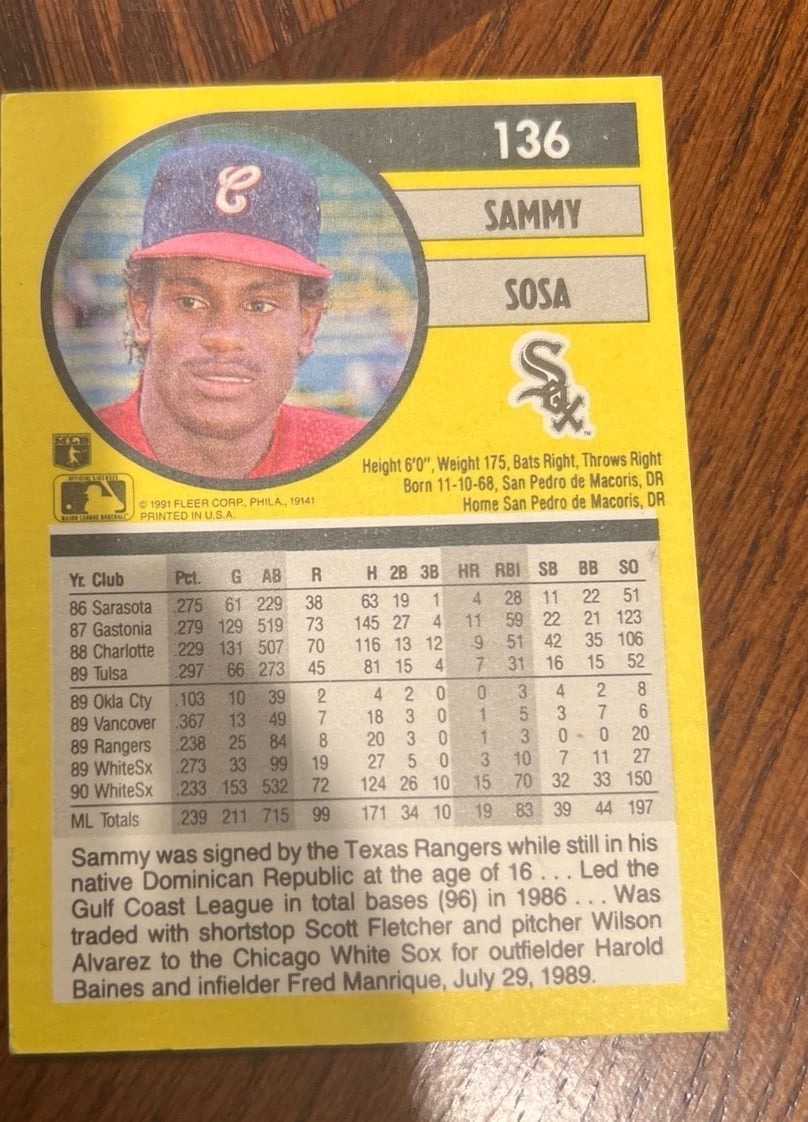 136
SAMMY
SOSA
C
Sox
TM
Height 6'0", Weight 175, Bats Right, Throws Right
Born 11-10-68, San Pedro de Macoris, DR
Home San Pedro de Macoris, DR
MLB
OFFICIAL LICENSEE
MAJOR LEAGUE BASEBALL
© 1991 FLEER CORP., PHILA., 19141
PRINTED IN U.S.A.
Yr. Club Pct. G AB R H 2B 3B HR RBI SB BB SO
86 Sarasota .275 61 229 38 63 19 1 4 28 11 22 51
87 Gastonia .279 129 519 73 145 27 4 11 59 22 21 123
88 Charlotte .229 131 507 70 116 13 12 9 51 42 35 106
89 Tulsa .297 66 273 45 81 15 4 7 31 16 15 52
89 Okla Cty .103 10 39 2 4 2 0 0 3 4 2 8
89 Vancover .367 13 49 7 18 3 0 1 5 3 7 6
89 Rangers .238 25 84 8 20 3 0 1 3 0 0 20
89 WhiteSx .273 33 99 19 27 5 0 3 10 7 11 27
90 WhiteSx .233 153 532 72 124 26 10 15 70 32 33 150
ML Totals .239 211 715 99 171 34 10 19 83 39 44 197
Sammy was signed by the Texas Rangers while still in his
native Dominican Republic at the age of 16 . . . Led the
Gulf Coast League in total bases (96) in 1986 . . . Was
traded with shortstop Scott Fletcher and pitcher Wilson
Alvarez to the Chicago White Sox for outfielder Harold
Baines and infielder Fred Manrique, July 29, 1989.